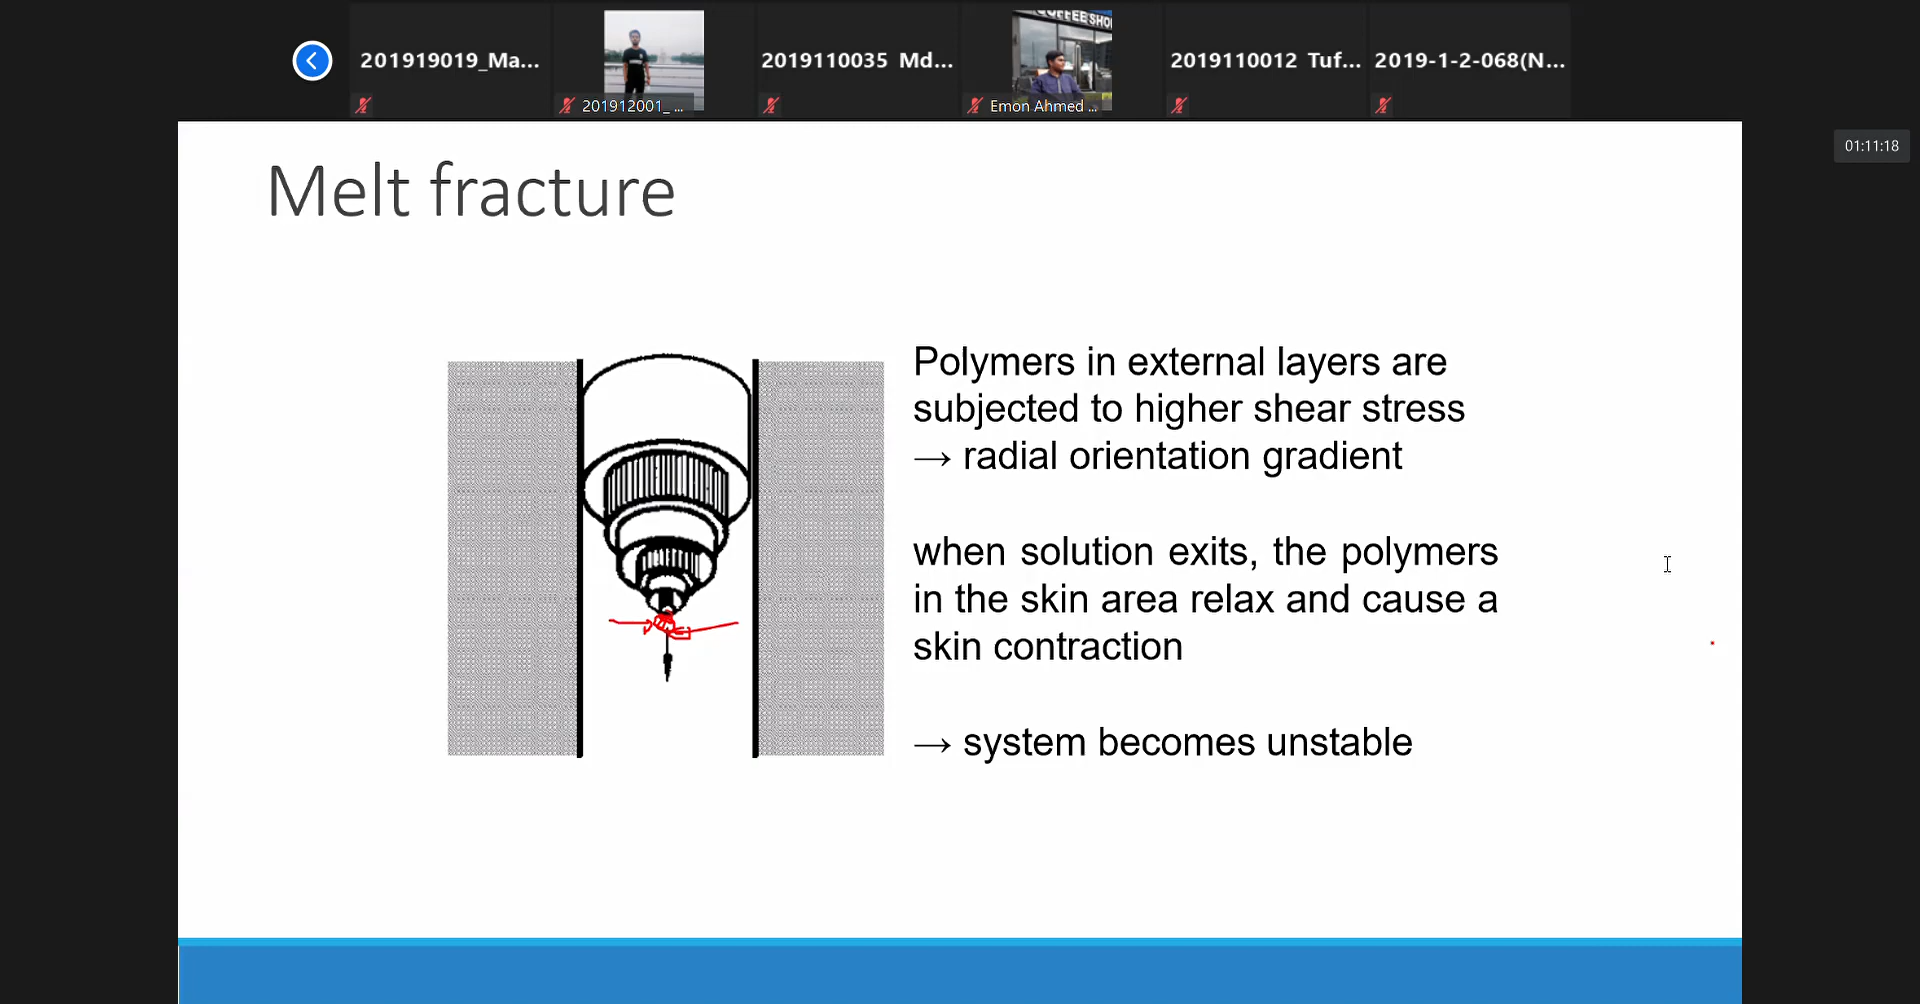 COFFEE SHO
201919019_Ma...
2019110035 Md...
2019110012 Tuf...
2019-1-2-068(N...
201912001_ ...
Emon Ahmed ...
01:11:18
Melt fracture
Polymers in external layers are
subjected to higher shear stress
→ radial orientation gradient
when solution exits, the polymers
in the skin area relax and cause a
skin contraction
→ system becomes unstable